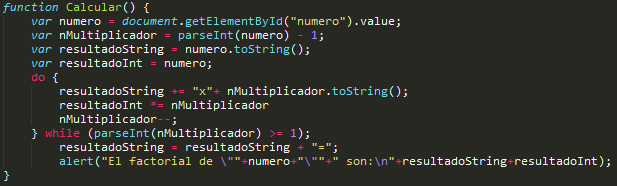 function Calcular() {
    var numero = document.getElementById("numero").value;
    var nMultiplicador = parseInt(numero) - 1;
    var resultadoString = numero.toString();
    var resultadoInt = numero;
    do {
        resultadoString += "x"+ nMultiplicador.toString();
        resultadoInt *= nMultiplicador
        nMultiplicador--;
    } while (parseInt(nMultiplicador) >= 1);
        resultadoString = resultadoString + "=";
        alert("El factorial de \""+numero+"\""+" son:\n"+resultadoString+resultadoInt);
}